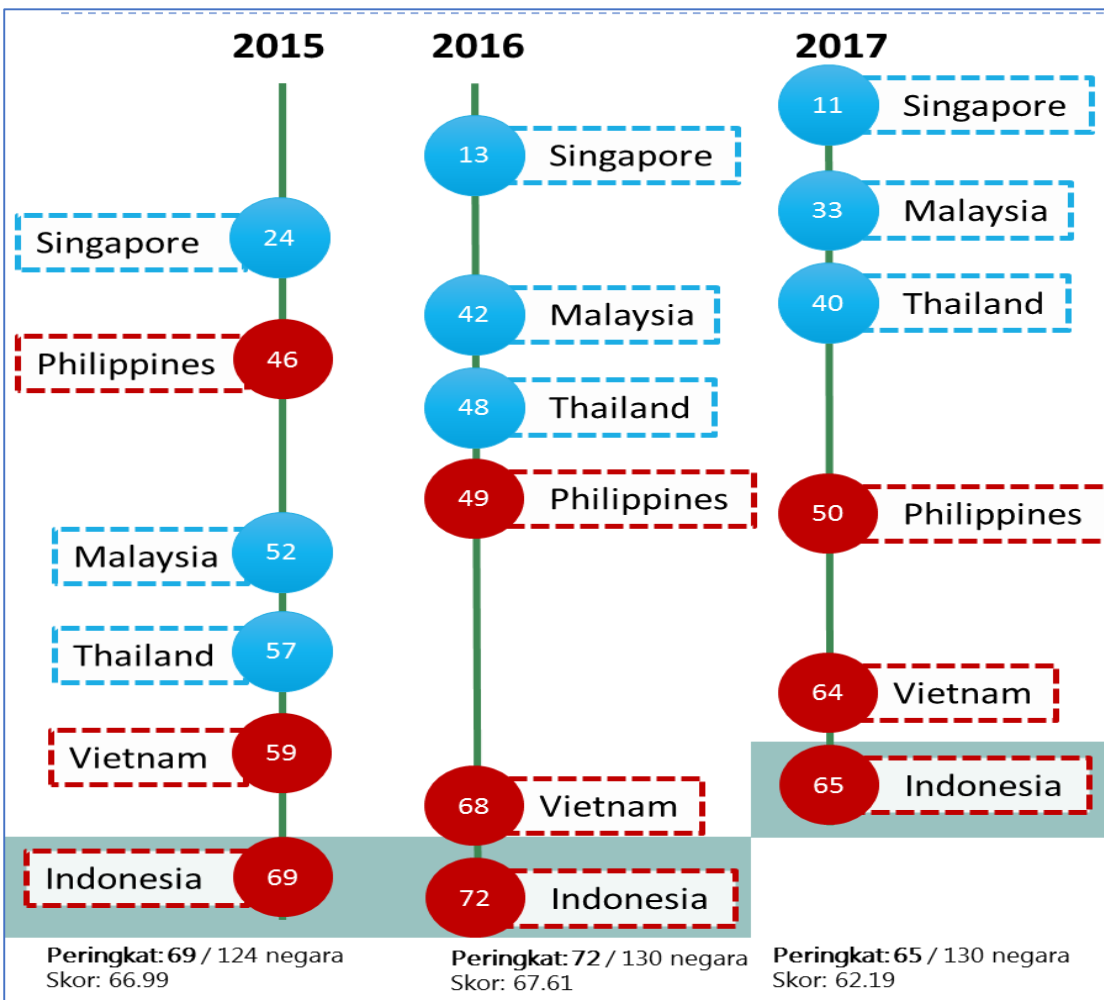 2015
2016
2017
24
Singapore
46
Philippines
52
Malaysia
57
Thailand
59
Vietnam
69
Indonesia
Peringkat: 69 / 124 negara
Skor: 66.99
13
Singapore
42
Malaysia
48
Thailand
49
Philippines
68
Vietnam
72
Indonesia
Peringkat: 72 / 130 negara
Skor: 67.61
11
Singapore
33
Malaysia
40
Thailand
50
Philippines
64
Vietnam
65
Indonesia
Peringkat: 65 / 130 negara
Skor: 62.19